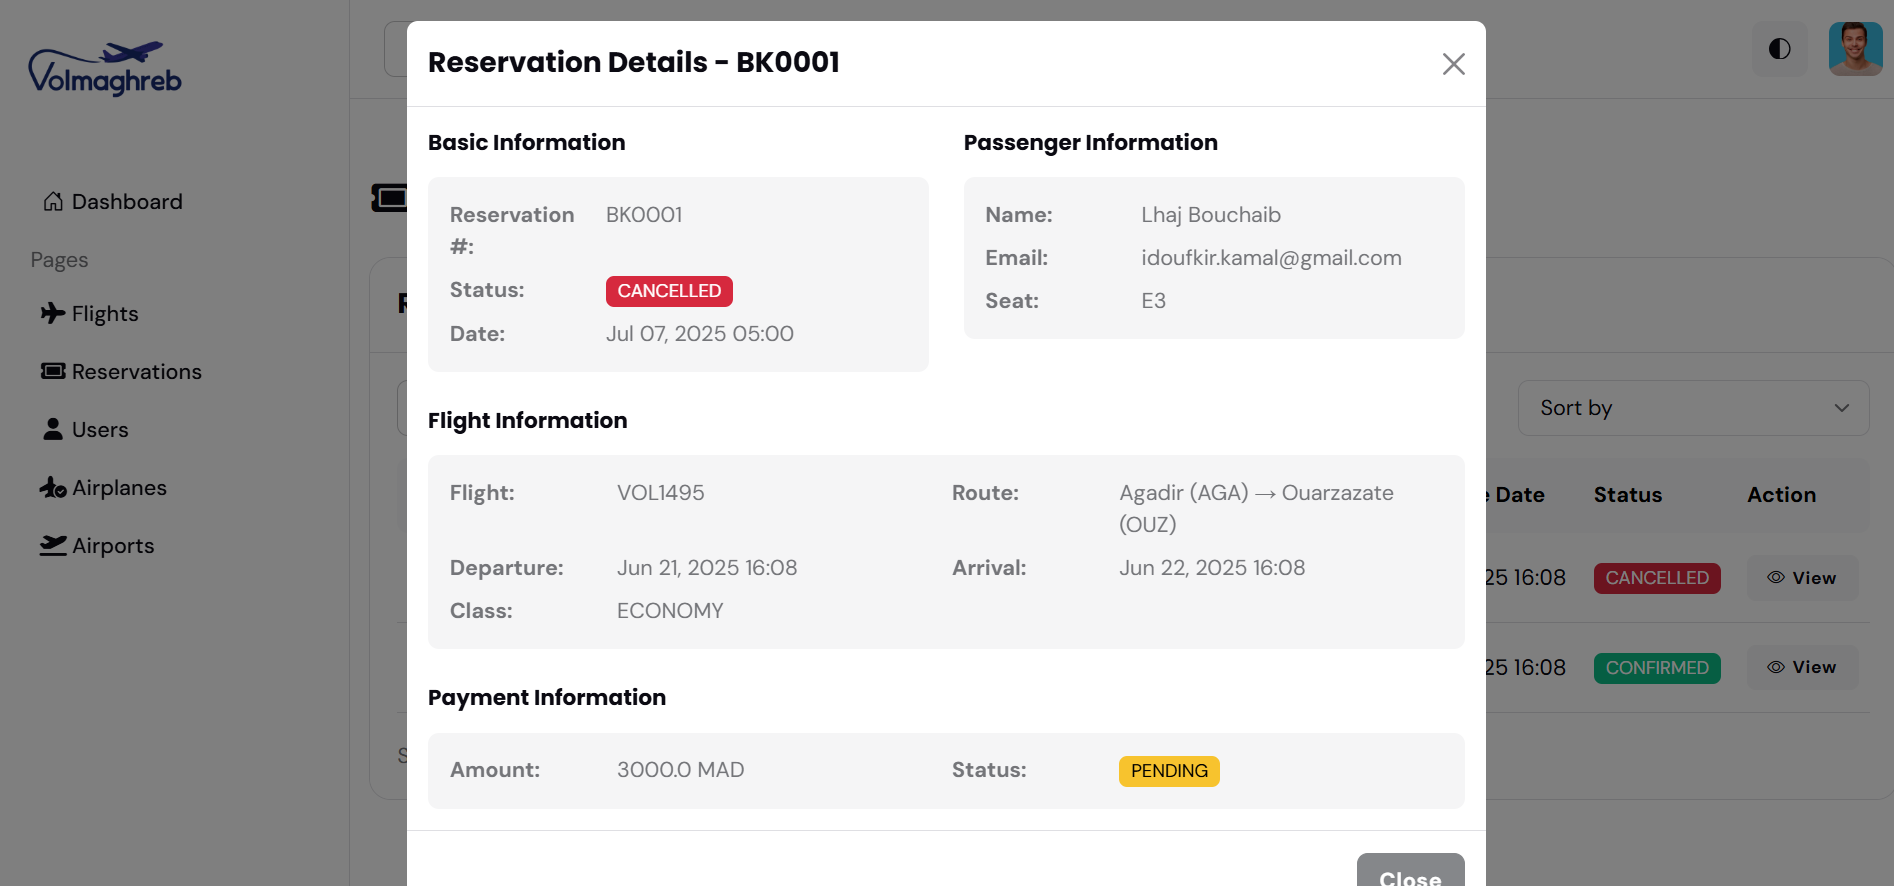 Volmaghreb
Dashboard
Pages
Flights
Reservations
Users
Airplanes
Airports
Reservation Details - BK0001
Basic Information
Reservation #:
BK0001
Status:
CANCELLED
Date:
Jul 07, 2025 05:00
Passenger Information
Name:
Lhaj Bouchaib
Email:
idoufkir.kamal@gmail.com
Seat:
E3
Flight Information
Flight:
VOL1495
Route:
Agadir (AGA) → Ouarzazate
(OUZ)
Departure:
Jun 21, 2025 16:08
Arrival:
Jun 22, 2025 16:08
Class:
ECONOMY
Payment Information
Amount:
3000.0 MAD
Status:
PENDING
Close
Sort by
Date
Status
Action
25 16:08
CANCELLED
View
25 16:08
CONFIRMED
View